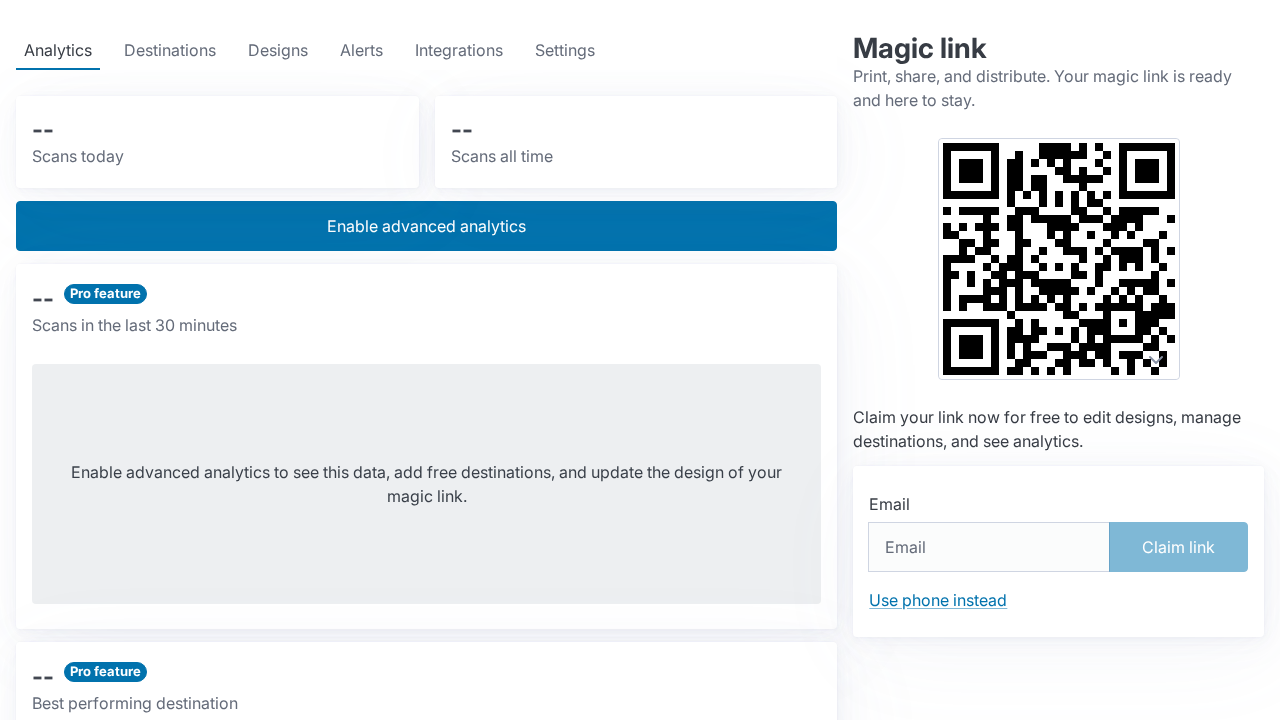 Analytics
Destinations
Designs
Alerts
Integrations
Settings
--
Scans today
--
Scans all time
Enable advanced analytics
-- Pro feature
Scans in the last 30 minutes
Enable advanced analytics to see this data, add free destinations, and update the design of your
magic link.
-- Pro feature
Best performing destination
Magic link
Print, share, and distribute. Your magic link is ready
and here to stay.
Claim your link now for free to edit designs, manage
destinations, and see analytics.
Email
Email
Claim link
Use phone instead